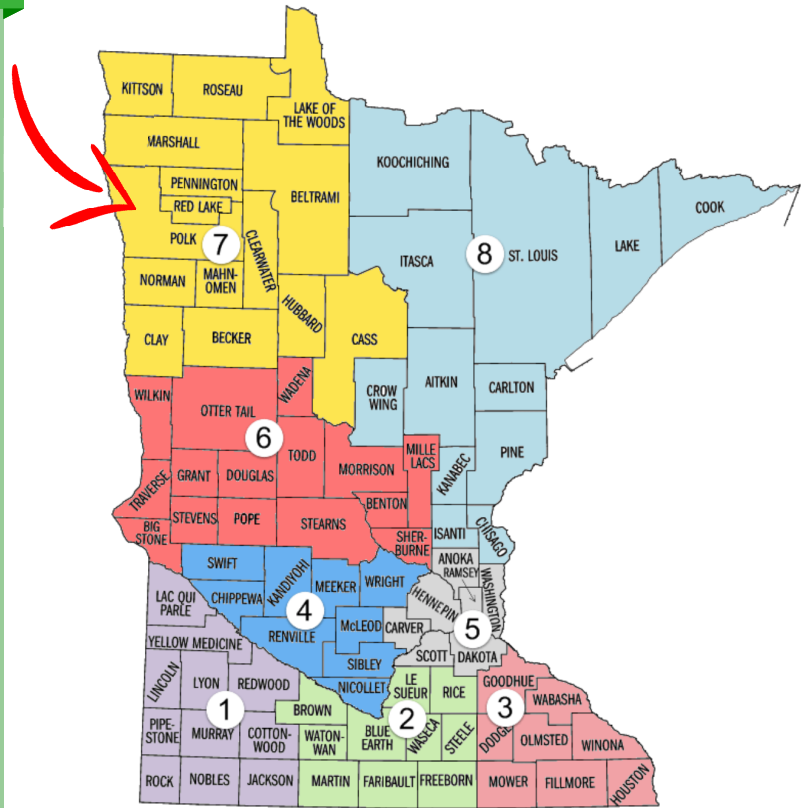 KITTSON
ROSEAU
LAKE OF
THE WOODS
MARSHALL
KOOCHICHING
PENNINGTON
BELTRAMI
RED LAKE
COOK
POLK
7
CLEARWATER
8
ST. LOUIS
LAKE
ITASCA
NORMAN
MAHN-
OMEN
HUBBARD
CLAY
BECKER
CASS
WILKIN
WADENA
CROW
WING
AITKIN
CARLTON
OTTER TAIL
6
TODD
MORRISON
MILLE
LACS
KANABEC
PINE
TRAVERSE
GRANT
DOUGLAS
BENTON
BIG
STONE
STEVENS
POPE
STEARNS
SHER-
BURNE
ISANTI
CHISAGO
SWIFT
KANDIYOHI
MEEKER
WRIGHT
ANOKA
RAMSEY
WASHINGTON
LAC QUI
PARLE
CHIPPEWA
4
HENNEPIN
McLEOD
CARVER
5
YELLOW MEDICINE
RENVILLE
SIBLEY
SCOTT
DAKOTA
LINCOLN
LYON
REDWOOD
NICOLLET
LE
SUEUR
RICE
GOODHUE
WABASHA
1
BROWN
2
3
PIPE-
STONE
MURRAY
COTTON-
WOOD
WATON-
WAN
BLUE
EARTH
WASECA
STEELE
DODGE
OLMSTED
WINONA
ROCK
NOBLES
JACKSON
MARTIN
FARIBAULT
FREEBORN
MOWER
FILLMORE
HOUSTON